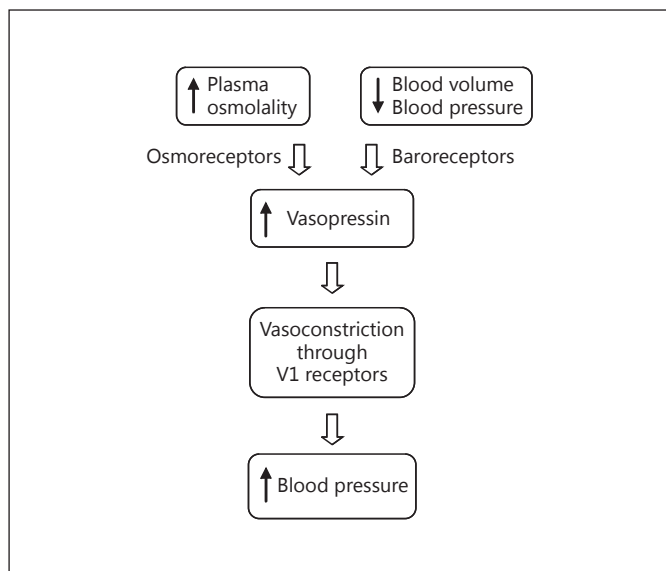 Plasma
osmolality
Blood volume
Blood pressure
Osmoreceptors
Baroreceptors
Vasopressin
Vasoconstriction
through
V1 receptors
Blood pressure